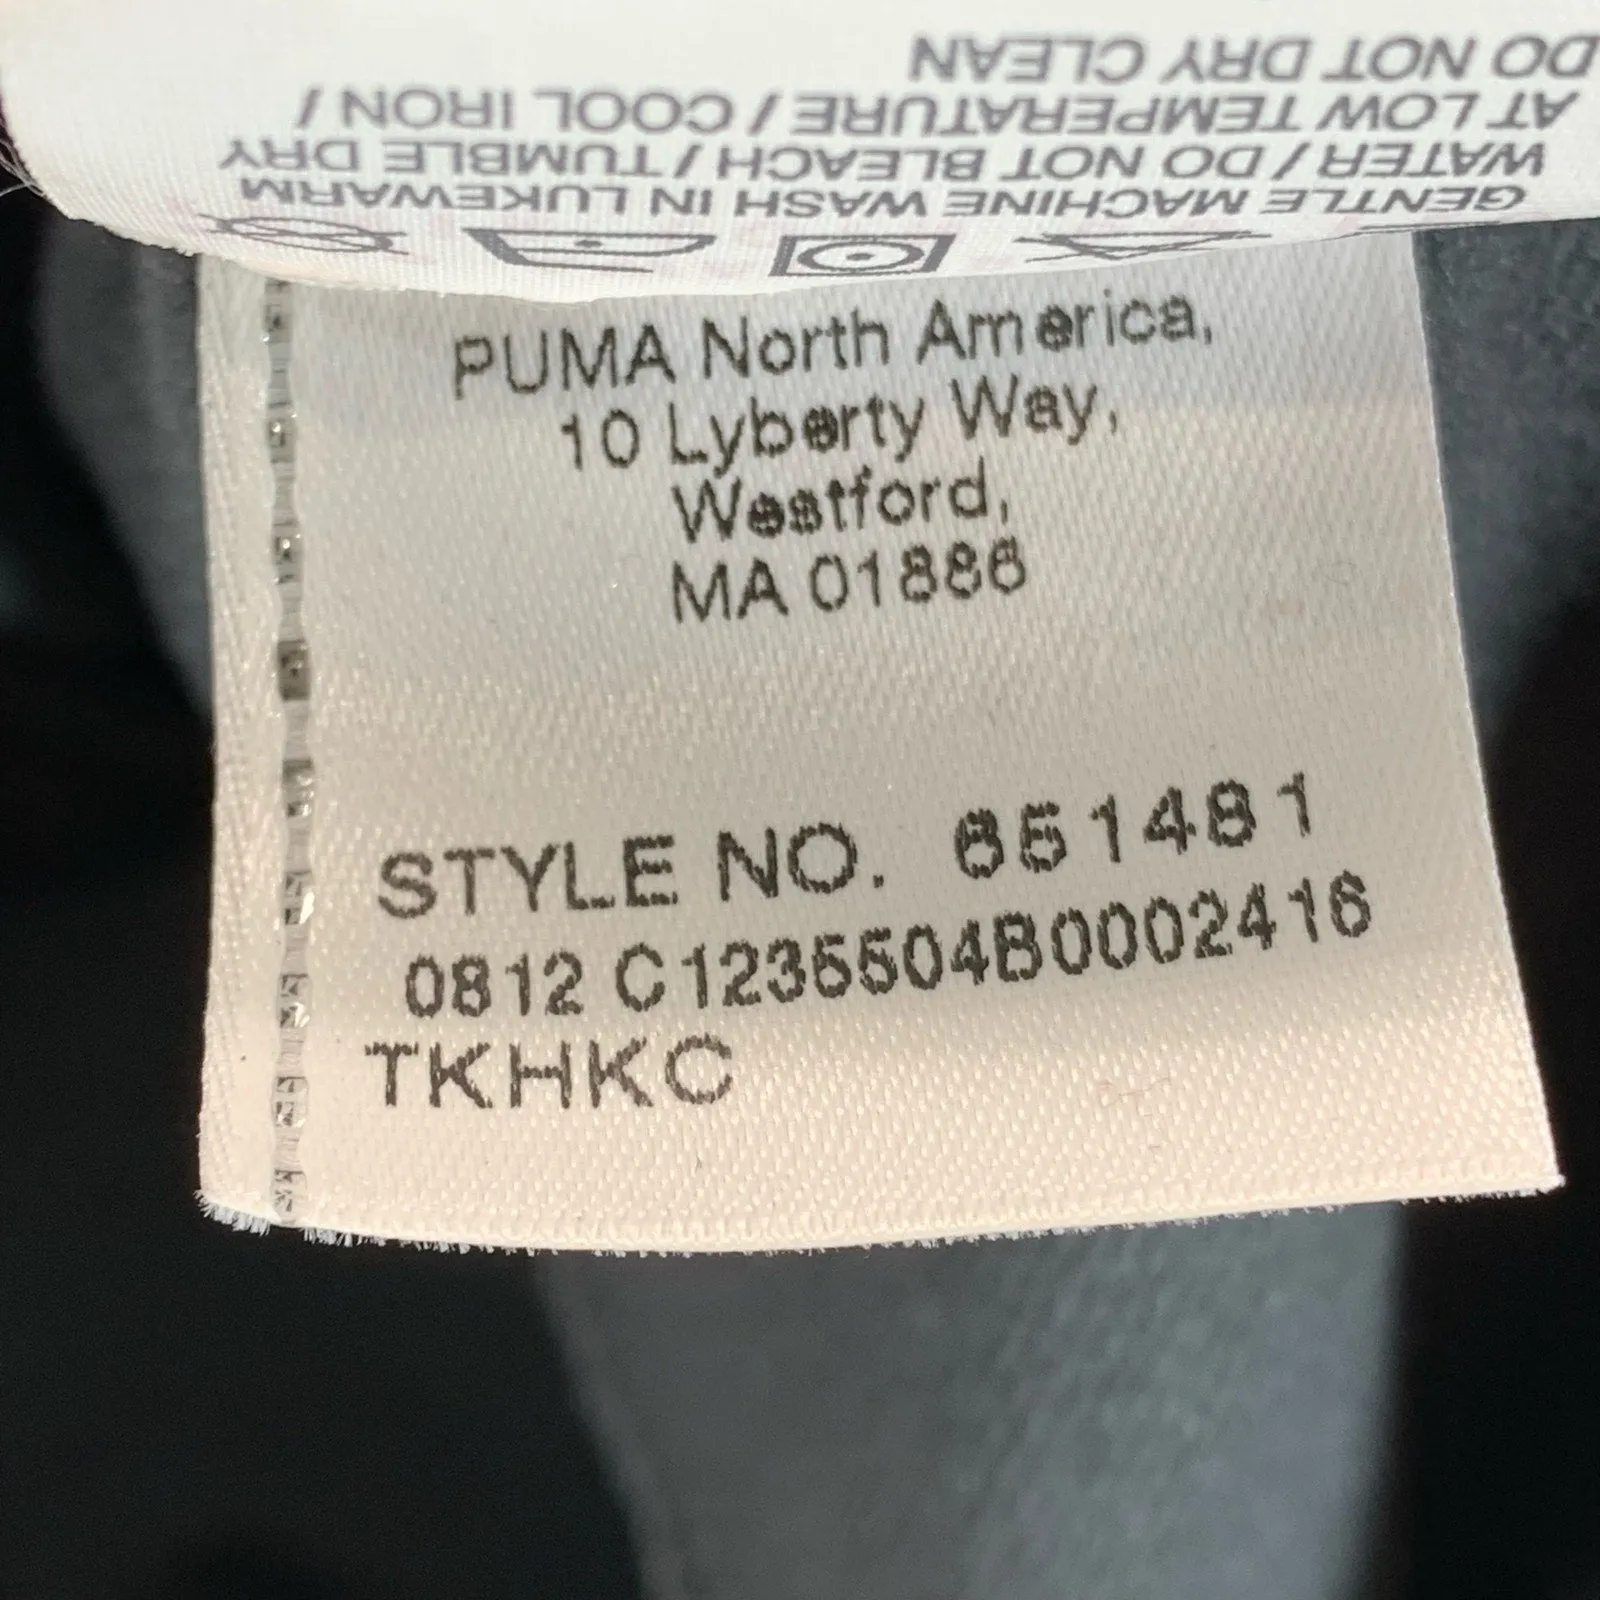 GENTLE MACHINE WASH IN LUKEWARM
WATER / DO NOT BLEACH / TUMBLE DRY
AT LOW TEMPERATURE / COOL IRON /
DO NOT DRY CLEAN
PUMA North America,
10 Lyberty Way,
Westford,
MA 01886
STYLE NO. 651481
0812 C1235504B0002416
TKHKC